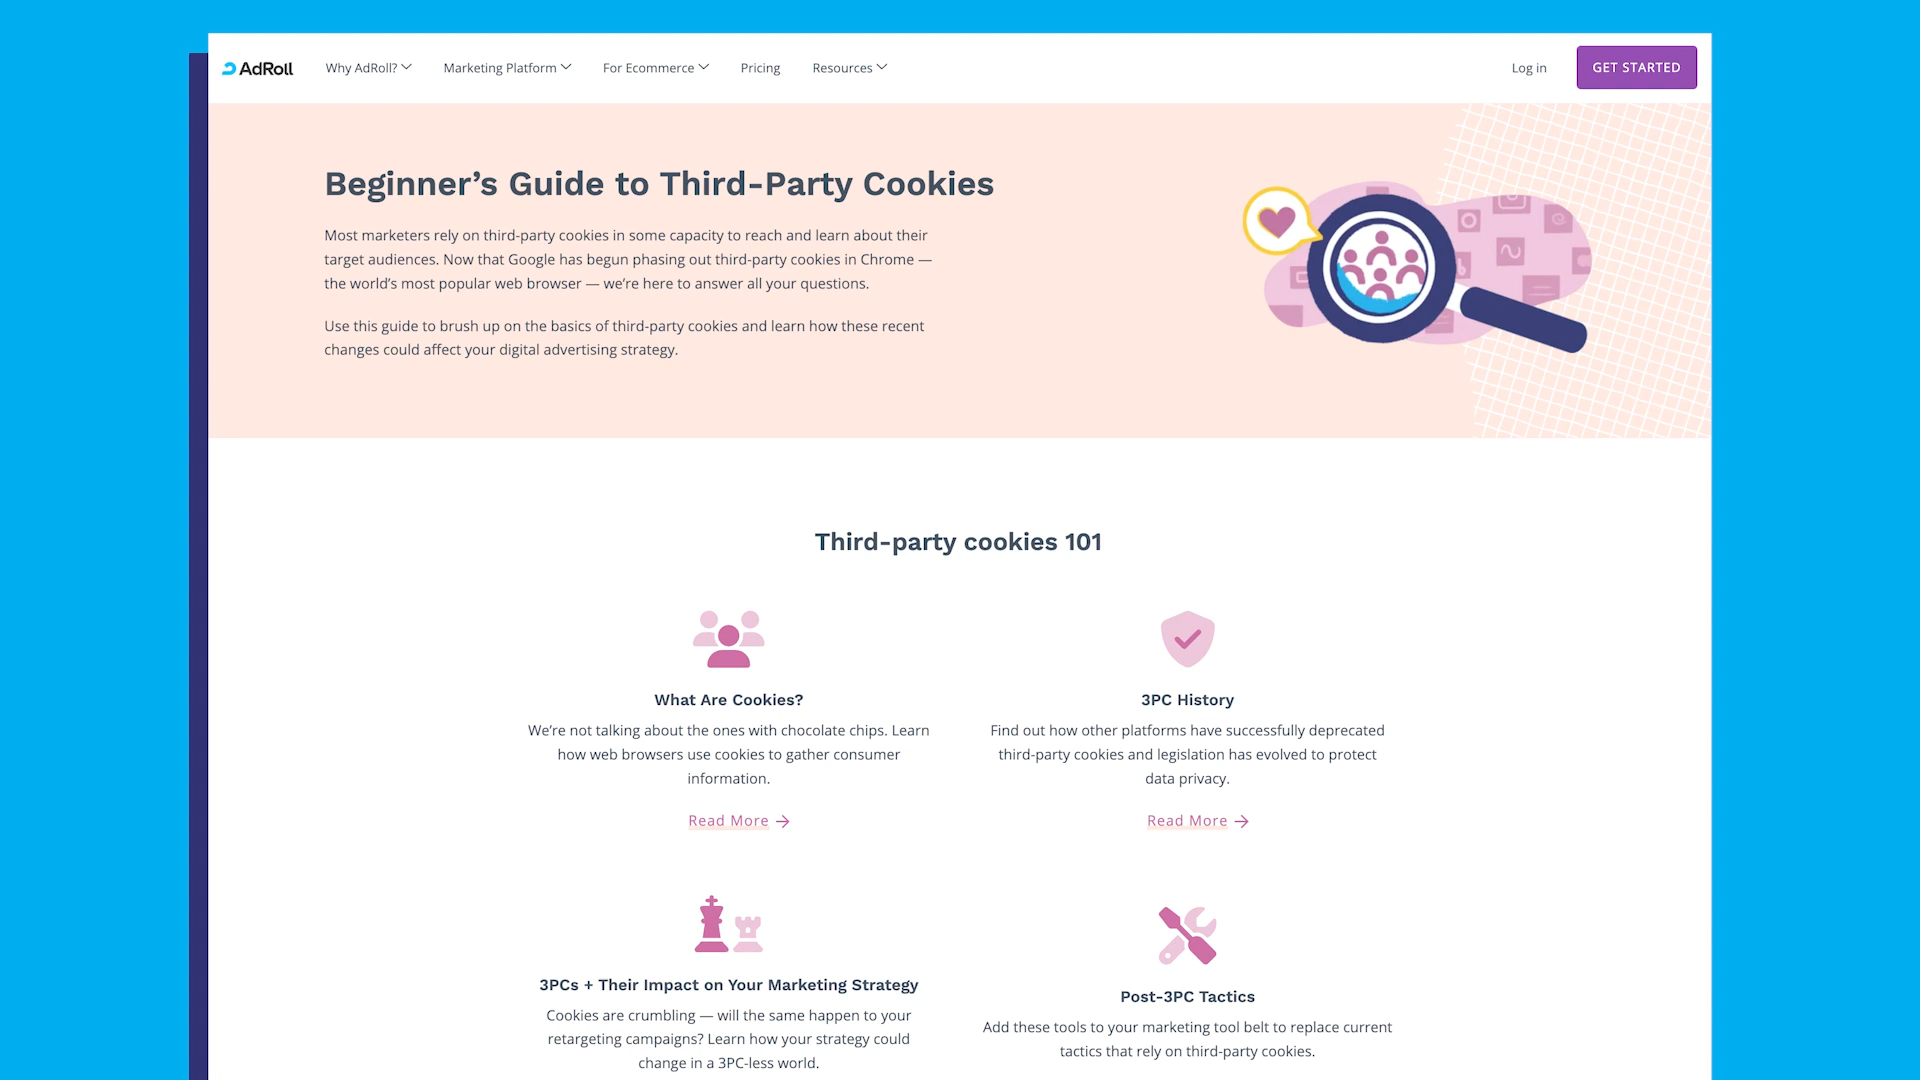 AdRoll
Why AdRoll?
Marketing Platform
For Ecommerce
Pricing
Resources
Log in
GET STARTED
Beginner’s Guide to Third-Party Cookies
Most marketers rely on third-party cookies in some capacity to reach and learn about their
target audiences. Now that Google has begun phasing out third-party cookies in Chrome —
the world’s most popular web browser — we’re here to answer all your questions.
Use this guide to brush up on the basics of third-party cookies and learn how these recent
changes could affect your digital advertising strategy.
Third-party cookies 101
What Are Cookies?
We’re not talking about the ones with chocolate chips. Learn
how web browsers use cookies to gather consumer
information.
Read More
3PC History
Find out how other platforms have successfully deprecated
third-party cookies and legislation has evolved to protect
data privacy.
Read More
3PCs + Their Impact on Your Marketing Strategy
Cookies are crumbling — will the same happen to your
retargeting campaigns? Learn how your strategy could
change in a 3PC-less world.
Post-3PC Tactics
Add these tools to your marketing tool belt to replace current
tactics that rely on third-party cookies.